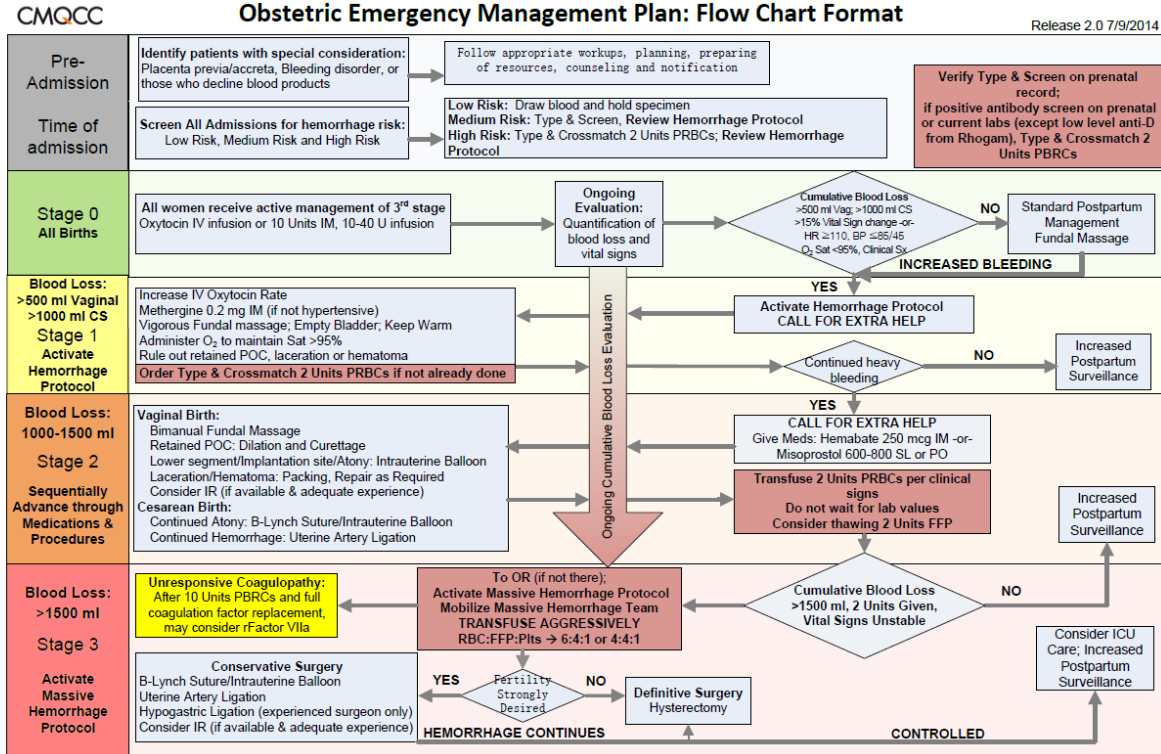 CMQCC
Obstetric Emergency Management Plan: Flow Chart Format
Release 2.0 7/9/2014
Pre-
Admission
Identify patients with special consideration:
Placenta previa/accreta, Bleeding disorder, or
those who decline blood products
Follow appropriate workups, planning, preparing
of resources, counseling and notification
Verify Type & Screen on prenatal
record;
if positive antibody screen on prenatal
or current labs (except low level anti-D
from Rhogam), Type & Crossmatch 2
Units PBRCs
Time of
admission
Screen All Admissions for hemorrhage risk:
Low Risk, Medium Risk and High Risk
Low Risk: Draw blood and hold specimen
Medium Risk: Type & Screen, Review Hemorrhage Protocol
High Risk: Type & Crossmatch 2 Units PRBCs; Review Hemorrhage
Protocol
Stage 0
All Births
All women receive active management of 3rd stage
Oxytocin IV infusion or 10 Units IM, 10-40 U infusion
Ongoing
Evaluation:
Quantification of
blood loss and
vital signs
Cumulative Blood Loss
>500 ml Vag; >1000 ml CS
>15% Vital Sign change -or-
HR ≥110, BP ≤85/45
O2 Sat <95%, Clinical Sx
NO
Standard Postpartum
Management
Fundal Massage
INCREASED BLEEDING
YES
Blood Loss:
>500 ml Vaginal
>1000 ml CS
Stage 1
Activate
Hemorrhage
Protocol
Increase IV Oxytocin Rate
Methergine 0.2 mg IM (if not hypertensive)
Vigorous Fundal massage; Empty Bladder; Keep Warm
Administer O2 to maintain Sat >95%
Rule out retained POC, laceration or hematoma
Order Type & Crossmatch 2 Units PRBCs if not already done
Ongoing Cumulative Blood Loss Evaluation
Activate Hemorrhage Protocol
CALL FOR EXTRA HELP
Continued heavy
bleeding
NO
Increased
Postpartum
Surveillance
YES
Blood Loss:
1000-1500 ml
Stage 2
Sequentially
Advance through
Medications &
Procedures
Vaginal Birth:
Bimanual Fundal Massage
Retained POC: Dilation and Curettage
Lower segment/Implantation site/Atony: Intrauterine Balloon
Laceration/Hematoma: Packing, Repair as Required
Consider IR (if available & adequate experience)
Cesarean Birth:
Continued Atony: B-Lynch Suture/Intrauterine Balloon
Continued Hemorrhage: Uterine Artery Ligation
CALL FOR EXTRA HELP
Give Meds: Hemabate 250 mcg IM -or-
Misoprostol 600-800 SL or PO
Transfuse 2 Units PRBCs per clinical
signs
Do not wait for lab values
Consider thawing 2 Units FFP
Increased
Postpartum
Surveillance
Blood Loss:
>1500 ml
Stage 3
Activate
Massive
Hemorrhage
Protocol
Unresponsive Coagulopathy:
After 10 Units PBRCs and full
coagulation factor replacement,
may consider rFactor VIIa
To OR (if not there);
Activate Massive Hemorrhage Protocol
Mobilize Massive Hemorrhage Team
TRANSFUSE AGGRESSIVELY
RBC:FFP:Plts → 6:4:1 or 4:4:1
Cumulative Blood Loss
>1500 ml, 2 Units Given,
Vital Signs Unstable
NO
Consider ICU
Care; Increased
Postpartum
Surveillance
Conservative Surgery
B-Lynch Suture/Intrauterine Balloon
Uterine Artery Ligation
Hypogastric Ligation (experienced surgeon only)
Consider IR (if available & adequate experience)
YES
Fertility
Strongly
Desired
NO
Definitive Surgery
Hysterectomy
HEMORRHAGE CONTINUES
CONTROLLED